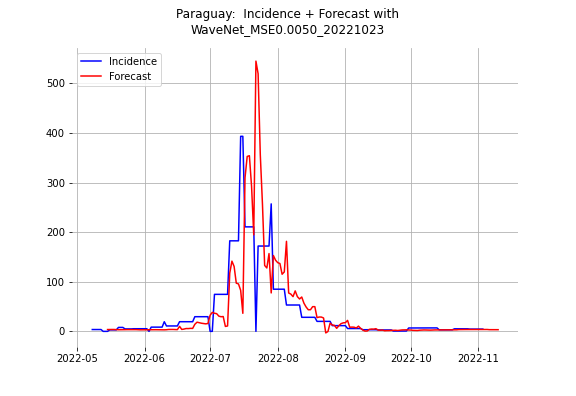 Paraguay:  Incidence + Forecast with
WaveNet_MSE0.0050_20221023
Incidence
Forecast
500
400
300
200
100
0
2022-05 2022-06 2022-07 2022-08 2022-09 2022-10 2022-11